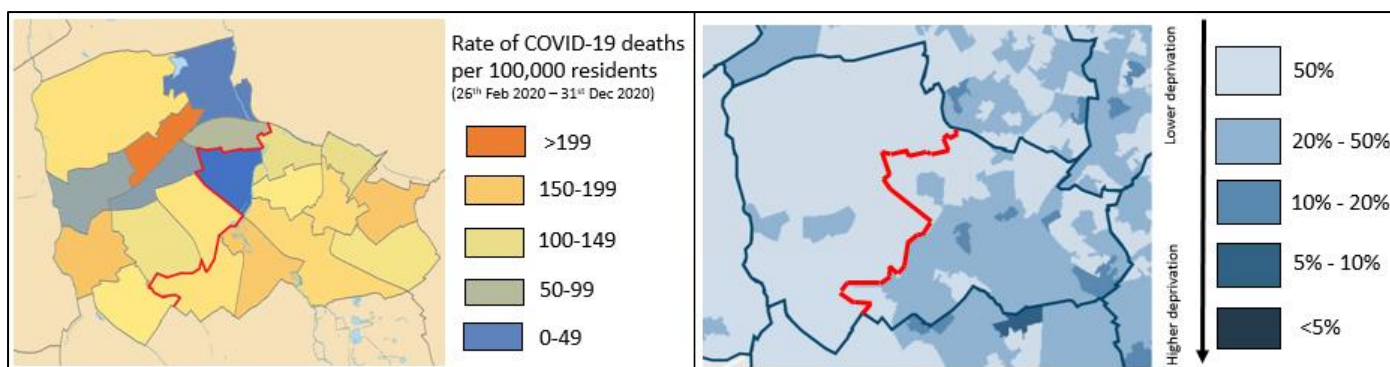 Rate of COVID-19 deaths
per 100,000 residents
(26th Feb 2020 – 31st Dec 2020)
>199
150-199
100-149
50-99
0-49
Lower deprivation
Higher deprivation
50%
20% - 50%
10% - 20%
5% - 10%
<5%